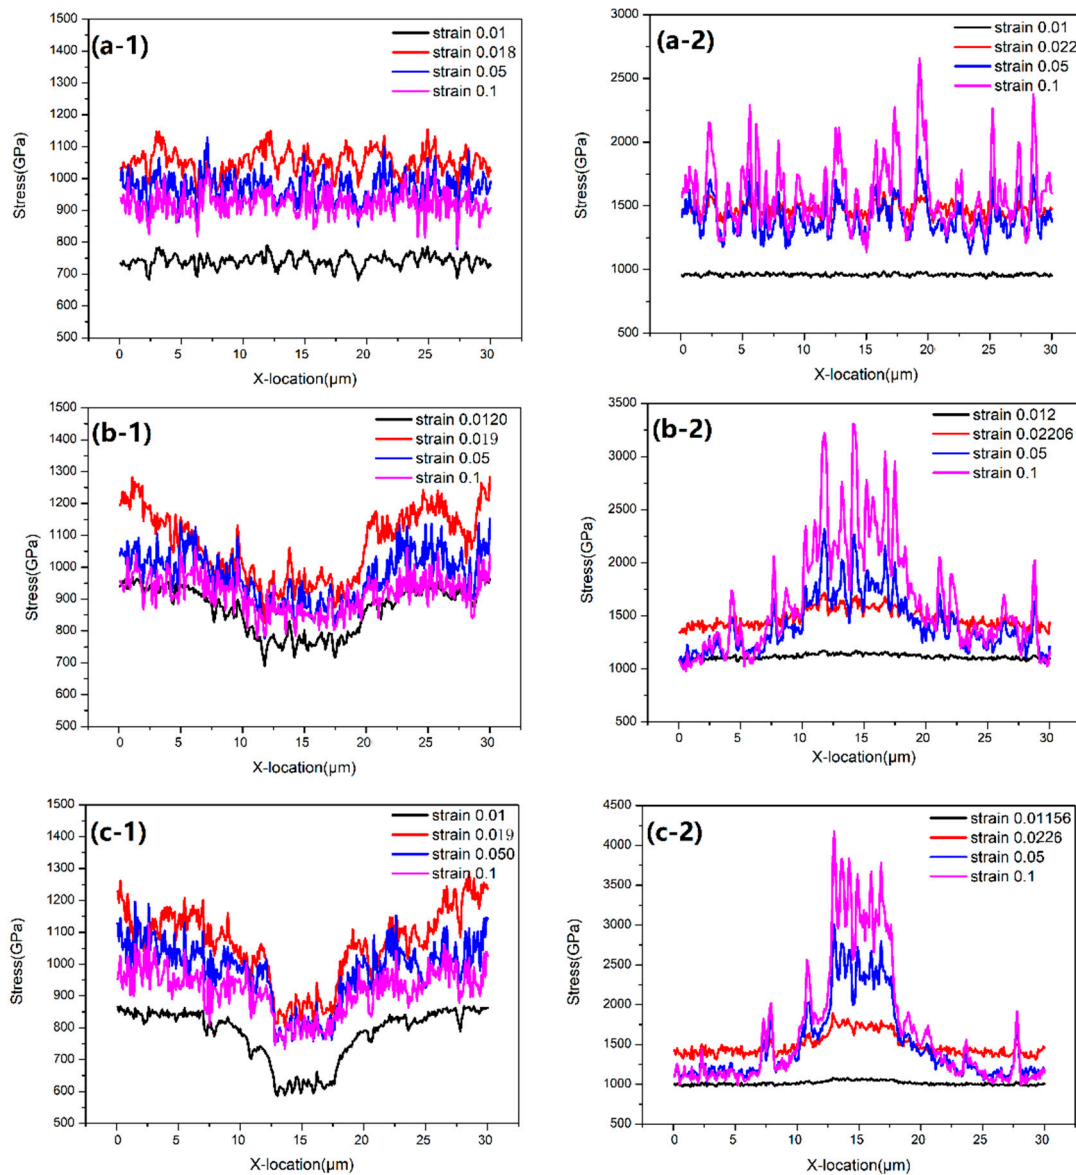 (a-1)
strain 0.01
strain 0.018
strain 0.05
strain 0.1
1500
1400
1300
1200
1100
1000
900
800
700
600
500
Stress(GPa)
0 5 10 15 20 25 30
X-location(μm)
(a-2)
strain 0.01
strain 0.022
strain 0.05
strain 0.1
3000
2500
2000
1500
1000
500
Stress(GPa)
0 5 10 15 20 25 30
X-location(μm)
(b-1)
strain 0.0120
strain 0.019
strain 0.05
strain 0.1
1500
1400
1300
1200
1100
1000
900
800
700
600
500
Stress(GPa)
0 5 10 15 20 25 30
X-location(μm)
(b-2)
strain 0.012
strain 0.02206
strain 0.05
strain 0.1
3500
3000
2500
2000
1500
1000
500
Stress(GPa)
0 5 10 15 20 25 30
X-location(μm)
(c-1)
strain 0.01
strain 0.019
strain 0.050
strain 0.1
1500
1400
1300
1200
1100
1000
900
800
700
600
500
Stress(GPa)
0 5 10 15 20 25 30
X-location(μm)
(c-2)
strain 0.01156
strain 0.0226
strain 0.05
strain 0.1
4500
4000
3500
3000
2500
2000
1500
1000
500
Stress(GPa)
0 5 10 15 20 25 30
X-location(μm)